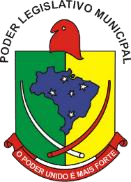 PODER LEGISLATIVO MUNICIPAL
O PODER UNIDO É MAIS FORTE